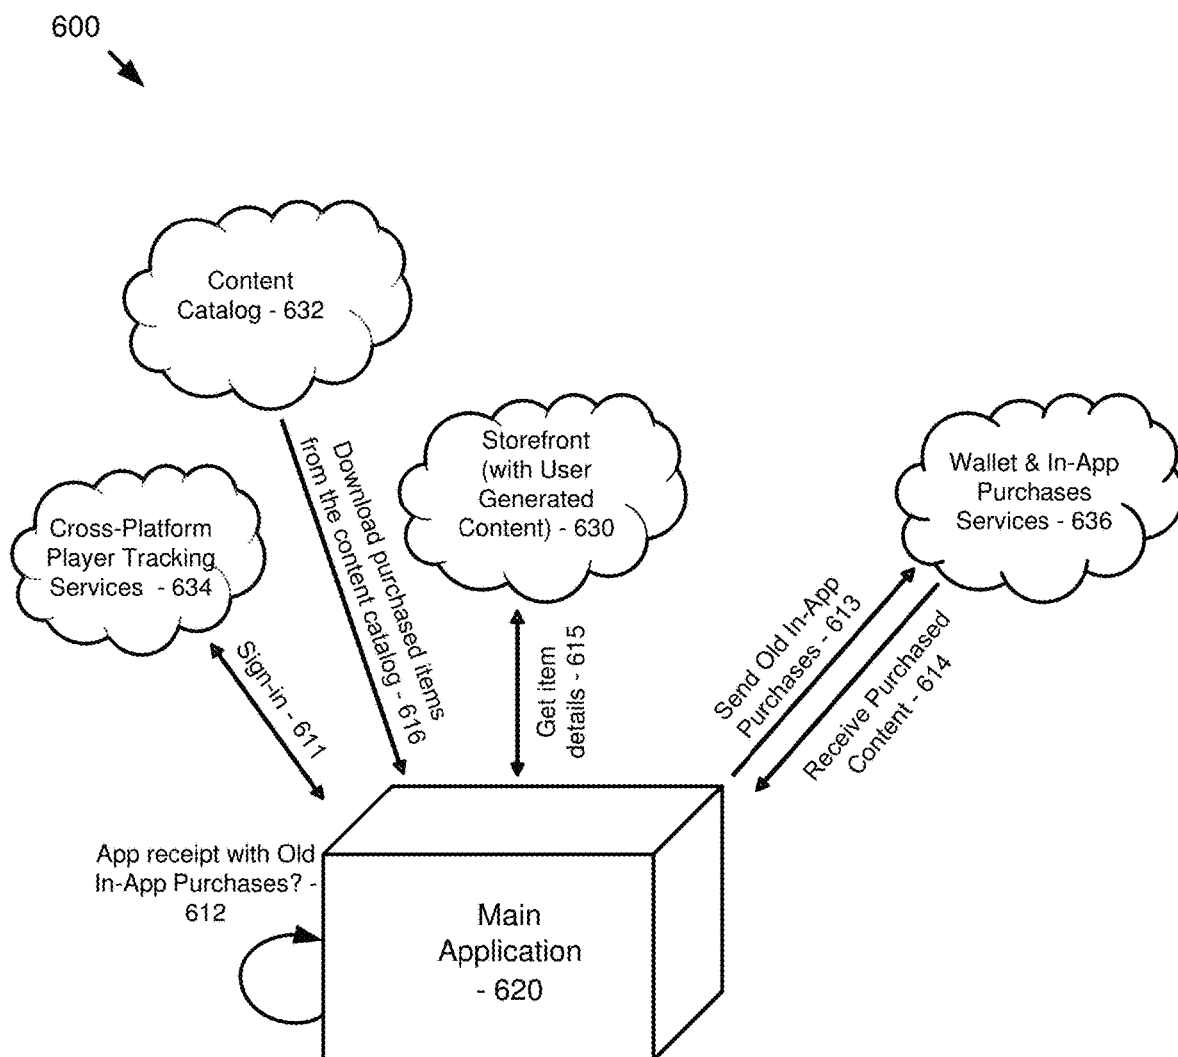 600
Content
Catalog - 632
Storefront
(with User
Generated
Content) - 630
Wallet & In-App
Purchases
Services - 636
Cross-Platform
Player Tracking
Services - 634
Download purchased items
from the content catalog - 616
Sign-in - 611
Get item
details - 615
Send Old In-App
Purchases - 613
Receive Purchased
Content - 614
App receipt with Old
In-App Purchases? -
612
Main
Application
- 620